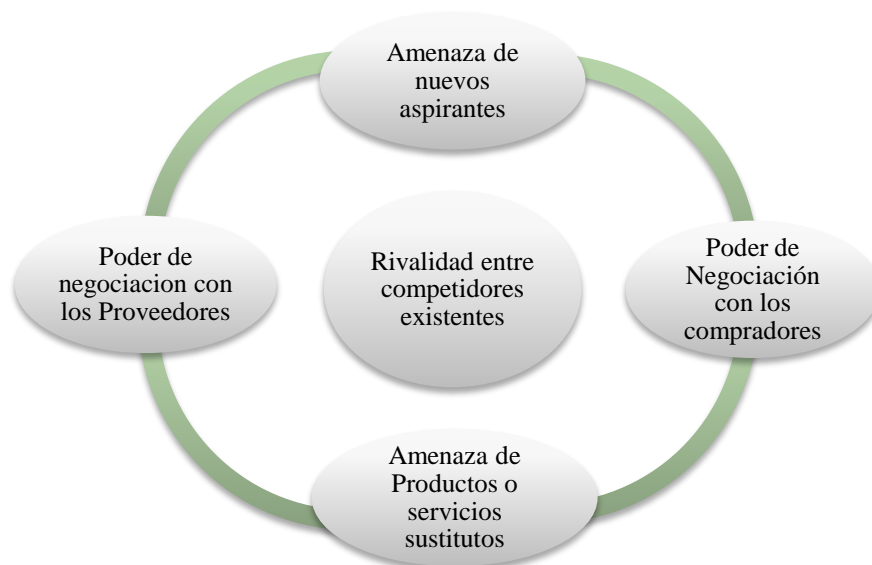 Amenaza de
nuevos
aspirantes
Poder de
negociacion con
los Proveedores
Rivalidad entre
competidores
existentes
Poder de
Negociación
con los
compradores
Amenaza de
Productos o
servicios
sustitutos